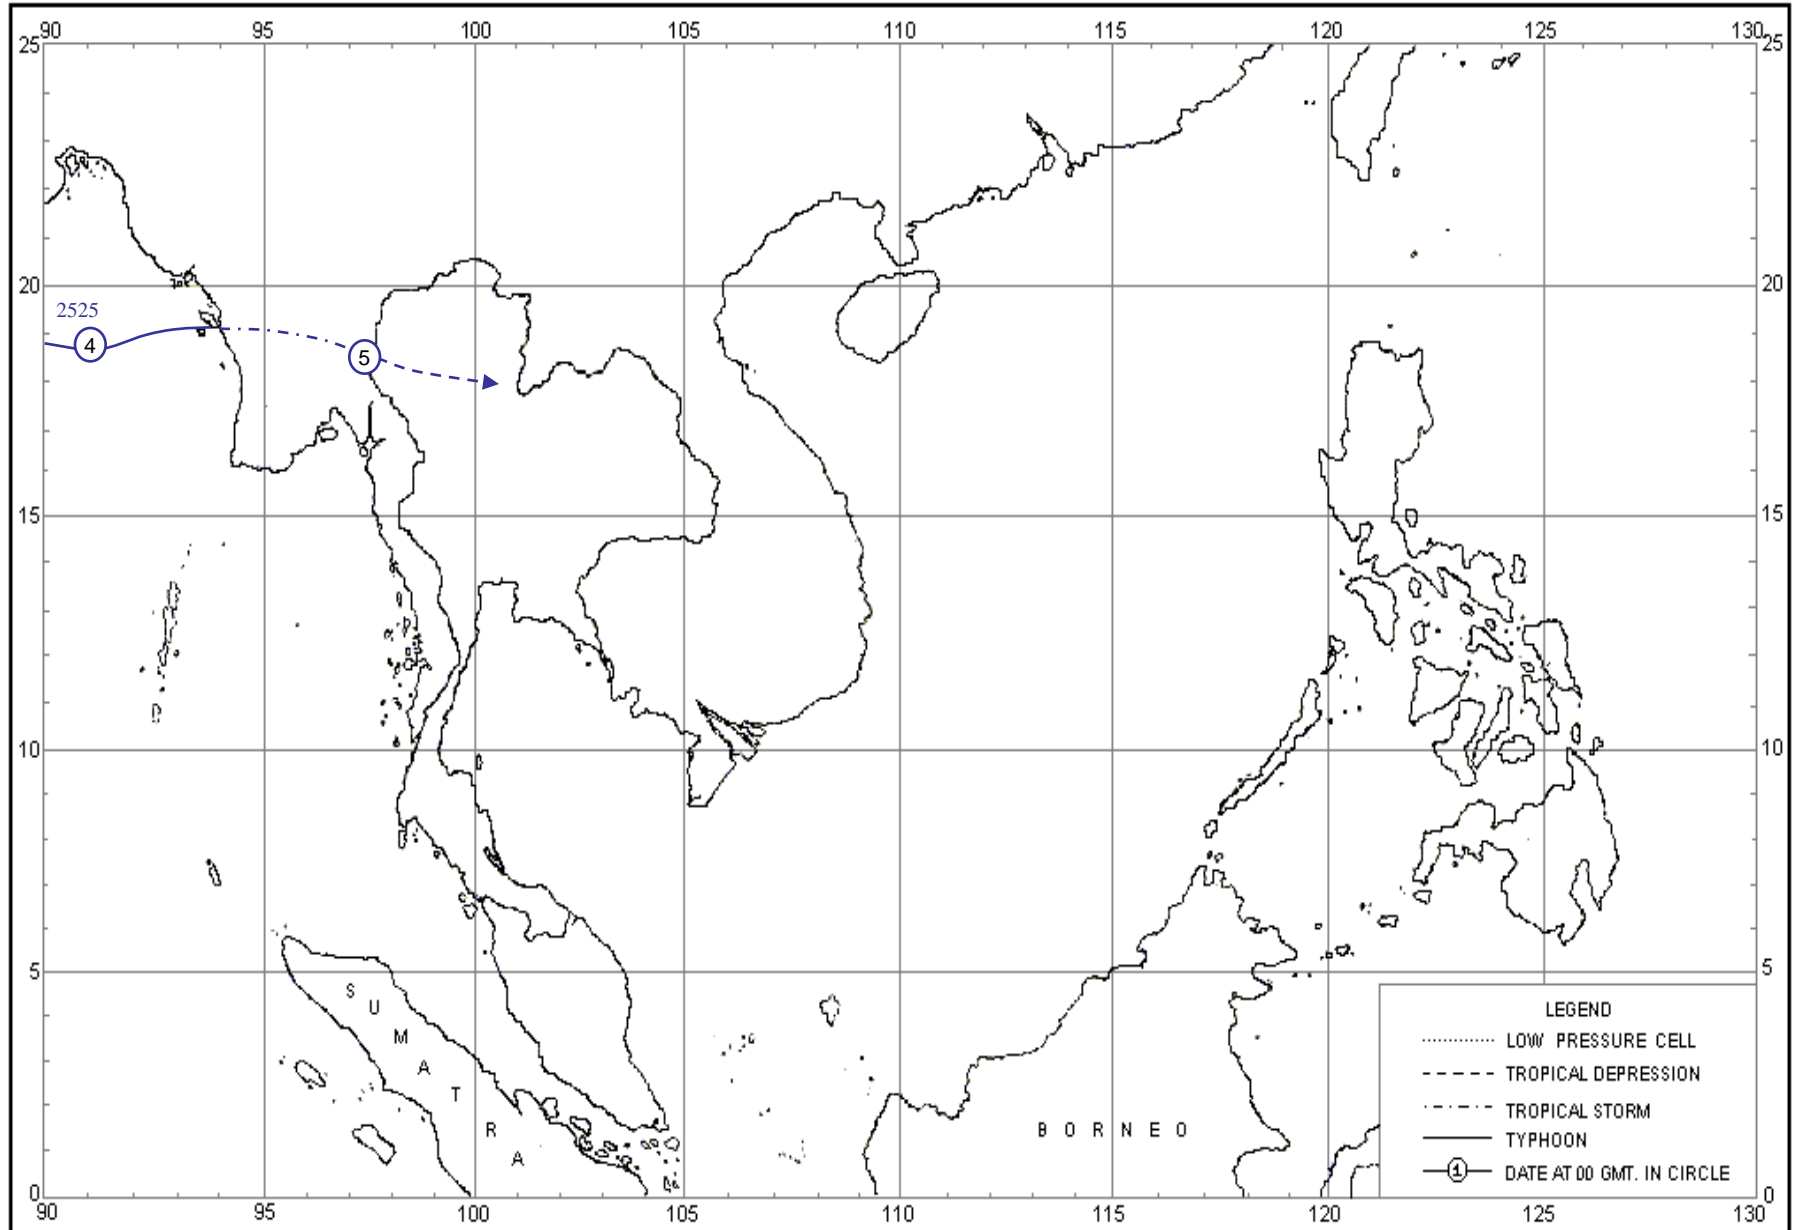 90 95 100 105 110 115 120 125 130
25 25
20 20
2525
4
5
15 15
10 10
5 5
S U M A T R A
B O R N E O
LEGEND
LOW PRESSURE CELL
TROPICAL DEPRESSION
TROPICAL STORM
TYPHOON
1 DATE AT 00 GMT. IN CIRCLE
0 0
90 95 100 105 110 115 120 125 130